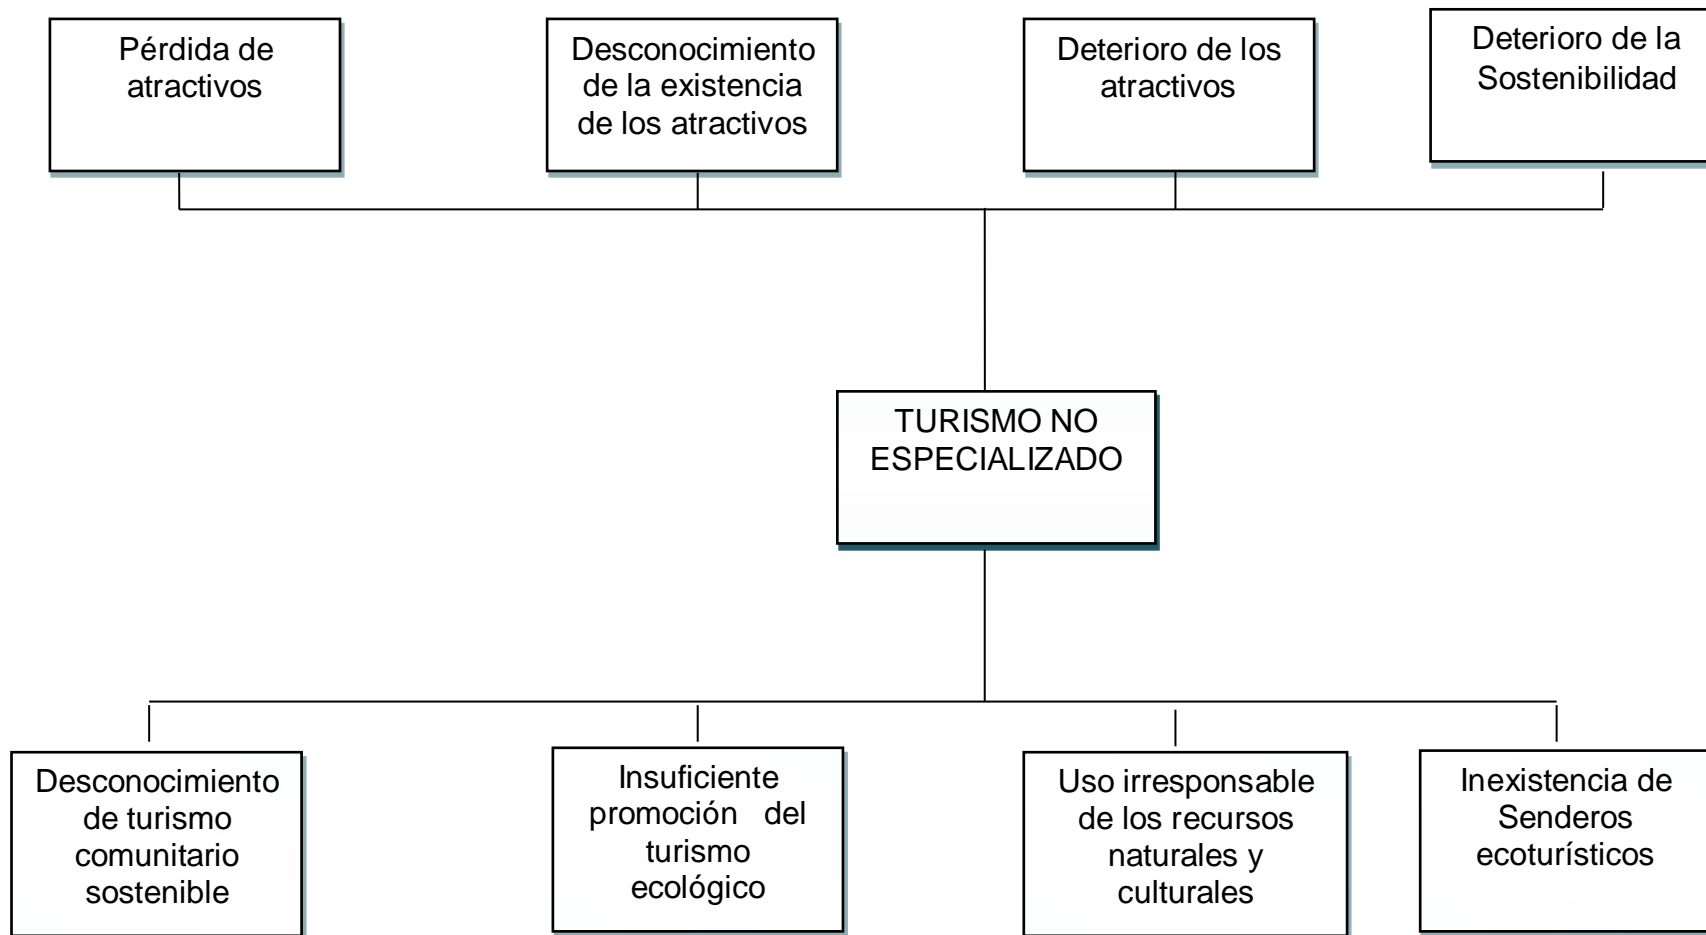 Pérdida de
atractivos
Desconocimiento
de la existencia
de los atractivos
Deterioro de los
atractivos
Deterioro de la
Sostenibilidad
TURISMO NO
ESPECIALIZADO
Desconocimiento
de turismo
comunitario
sostenible
Insuficiente
promoción del
turismo
ecológico
Uso irresponsable
de los recursos
naturales y
culturales
Inexistencia de
Senderos
ecoturísticos